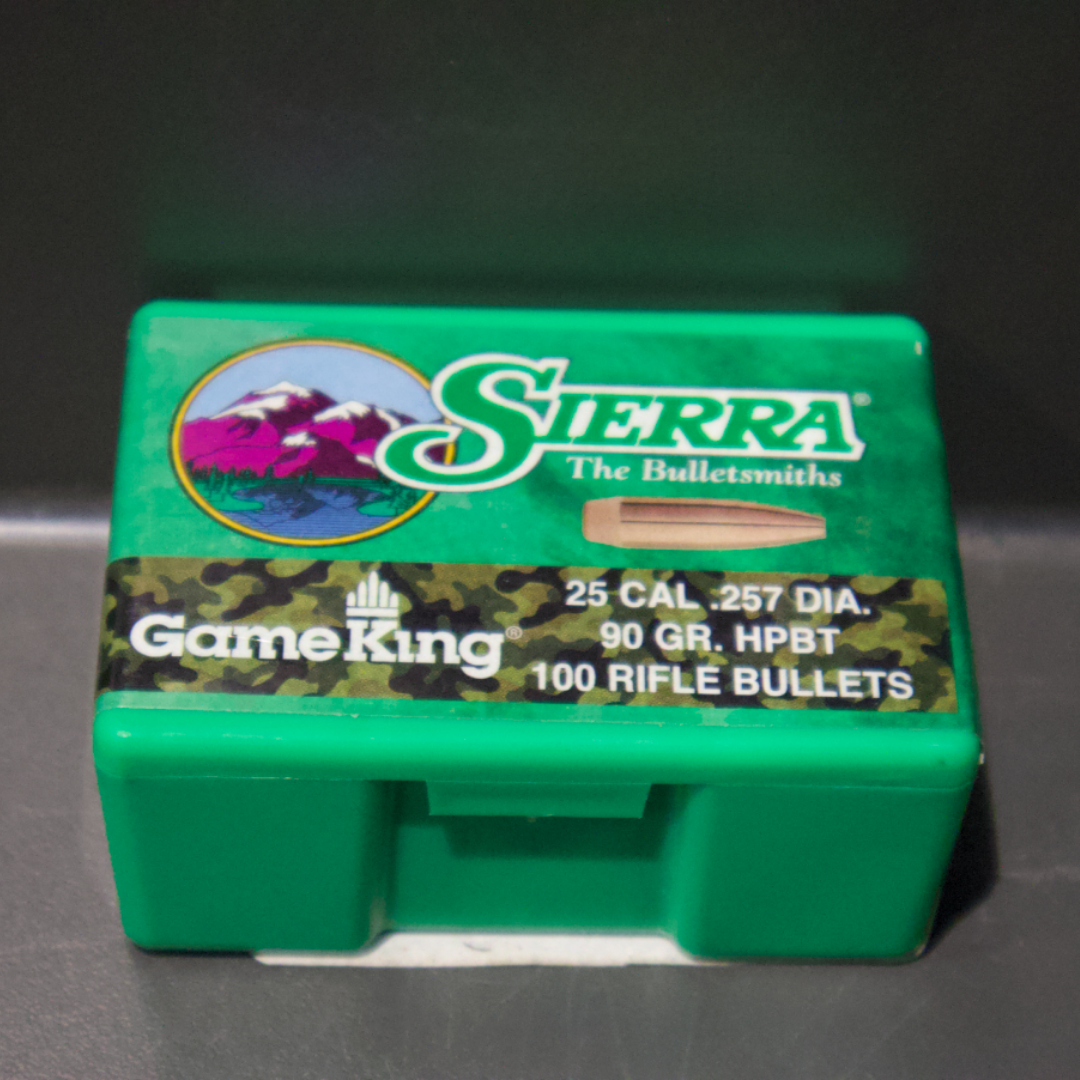 SIERRA®
The Bulletsmiths
GameKing®
25 CAL .257 DIA.
90 GR. HPBT
100 RIFLE BULLETS